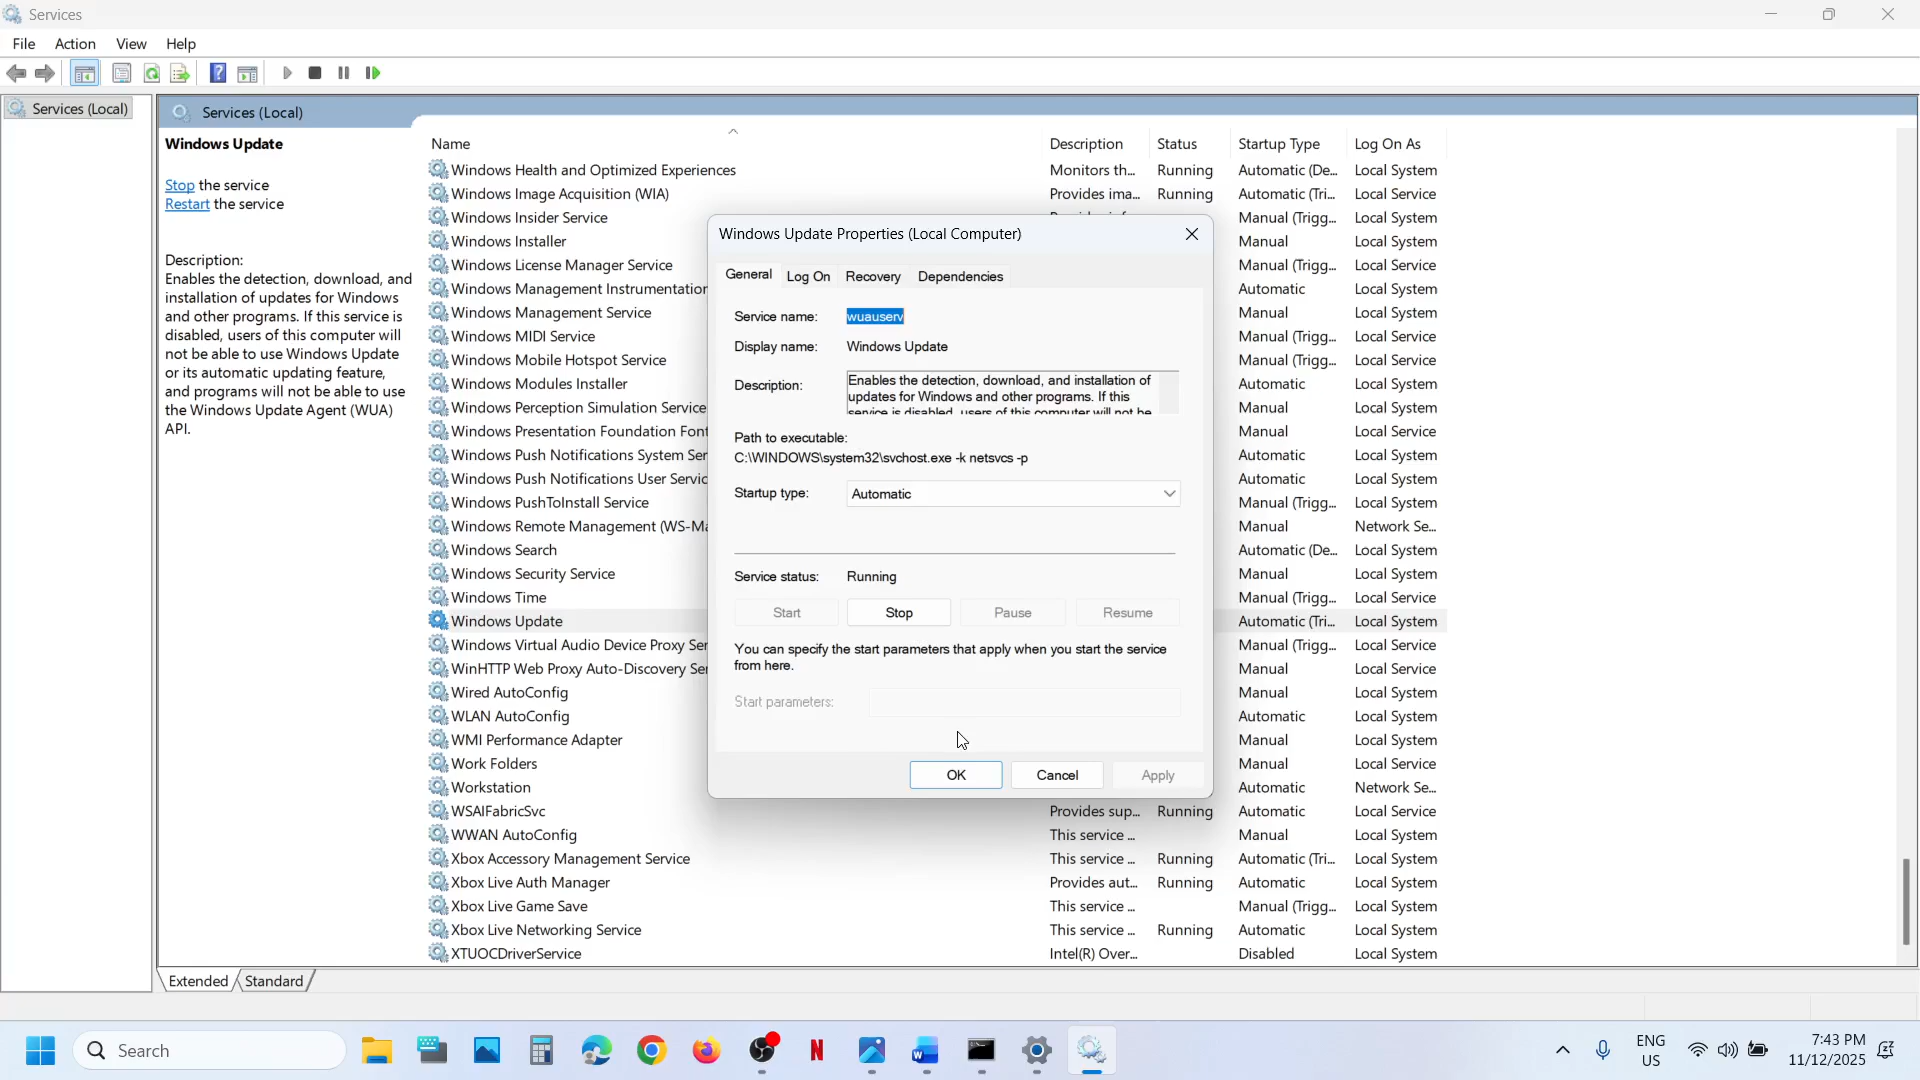 Services
File Action View Help
Services (Local)
Services (Local)
Windows Update
Stop the service
Restart the service
Description:
Enables the detection, download, and
installation of updates for Windows
and other programs. If this service is
disabled, users of this computer will
not be able to use Windows Update
or its automatic updating feature,
and programs will not be able to use
the Windows Update Agent (WUA)
API.
Name Description Status Startup Type Log On As
Windows Health and Optimized Experiences Monitors th... Running Automatic (De... Local System
Windows Image Acquisition (WIA) Provides ima... Running Automatic (Tri... Local Service
Windows Insider Service Manual (Trigg... Local System
Windows Installer Manual Local System
Windows License Manager Service Manual (Trigg... Local Service
Windows Management Instrumentation Automatic Local System
Windows Management Service Manual Local System
Windows MIDI Service Manual (Trigg... Local Service
Windows Mobile Hotspot Service Manual (Trigg... Local Service
Windows Modules Installer Automatic Local System
Windows Perception Simulation Service Manual Local System
Windows Presentation Foundation Font Manual Local Service
Windows Push Notifications System Ser Automatic Local System
Windows Push Notifications User Servic Automatic Local System
Windows PushToInstall Service Manual (Trigg... Local System
Windows Remote Management (WS-Ma Manual Network Se...
Windows Search Automatic (De... Local System
Windows Security Service Manual Local System
Windows Time Manual (Trigg... Local Service
Windows Update Automatic (Tri... Local System
Windows Virtual Audio Device Proxy Ser Manual (Trigg... Local System
WinHTTP Web Proxy Auto-Discovery Ser Manual Local Service
Wired AutoConfig Manual Local System
WLAN AutoConfig Automatic Local System
WMI Performance Adapter Manual Local System
Work Folders Manual Local Service
Workstation Automatic Network Se...
WSAIFabricSvc Provides sup... Running Automatic Local Service
WWAN AutoConfig This service ... Manual Local System
Xbox Accessory Management Service This service ... Running Automatic (Tri... Local System
Xbox Live Auth Manager Provides aut... Running Automatic Local System
Xbox Live Game Save This service ... Manual (Trigg... Local System
Xbox Live Networking Service This service ... Running Automatic Local System
XTUOCDriverService Intel(R) Over... Disabled Local System
Windows Update Properties (Local Computer)
General Log On Recovery Dependencies
Service name: wuauserv
Display name: Windows Update
Description: Enables the detection, download, and installation of
updates for Windows and other programs. If this
service is disabled, users of this computer will not be
Path to executable:
C:\WINDOWS\system32\svchost.exe -k netsvcs -p
Startup type: Automatic
Service status: Running
Start Stop Pause Resume
You can specify the start parameters that apply when you start the service
from here.
Start parameters:
OK Cancel Apply
Extended Standard
Search
ENG
US
7:43 PM
11/12/2025